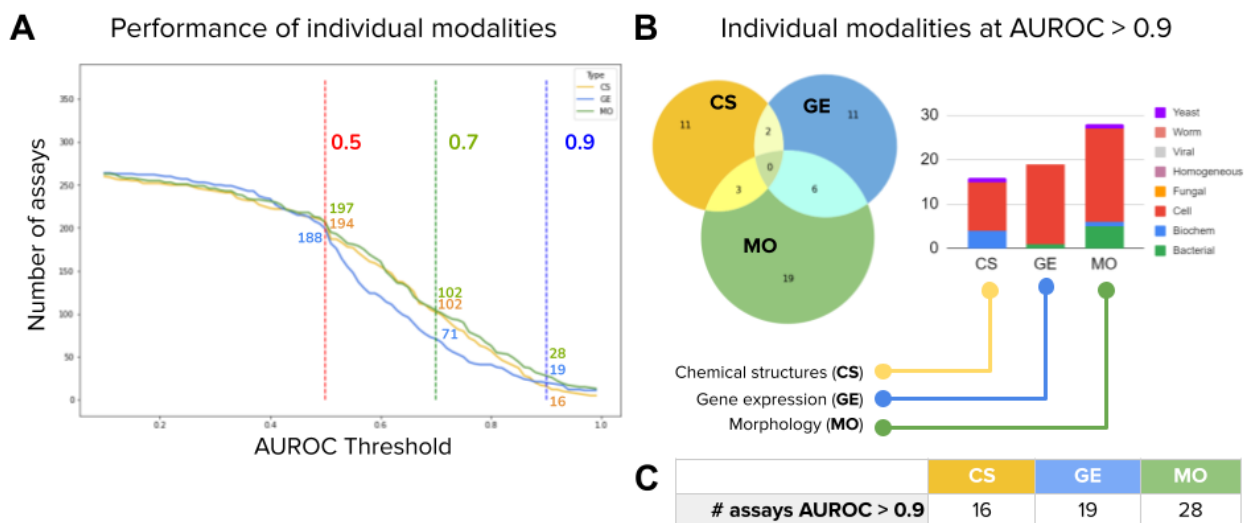 A Performance of individual modalities
Number of assays
350
300
250
200
150
100
50
0
0.2
0.4
0.6
0.8
1.0
AUROC Threshold
Type
CS
GE
MO
0.5
0.7
0.9
197
194
188
102
102
71
28
19
16
B Individual modalities at AUROC > 0.9
CS
GE
MO
11
2
11
0
3
6
19
30
20
10
0
CS GE MO
Yeast
Worm
Viral
Homogeneous
Fungal
Cell
Biochem
Bacterial
Chemical structures (CS)
Gene expression (GE)
Morphology (MO)
C
CS GE MO
# assays AUROC > 0.9 16 19 28